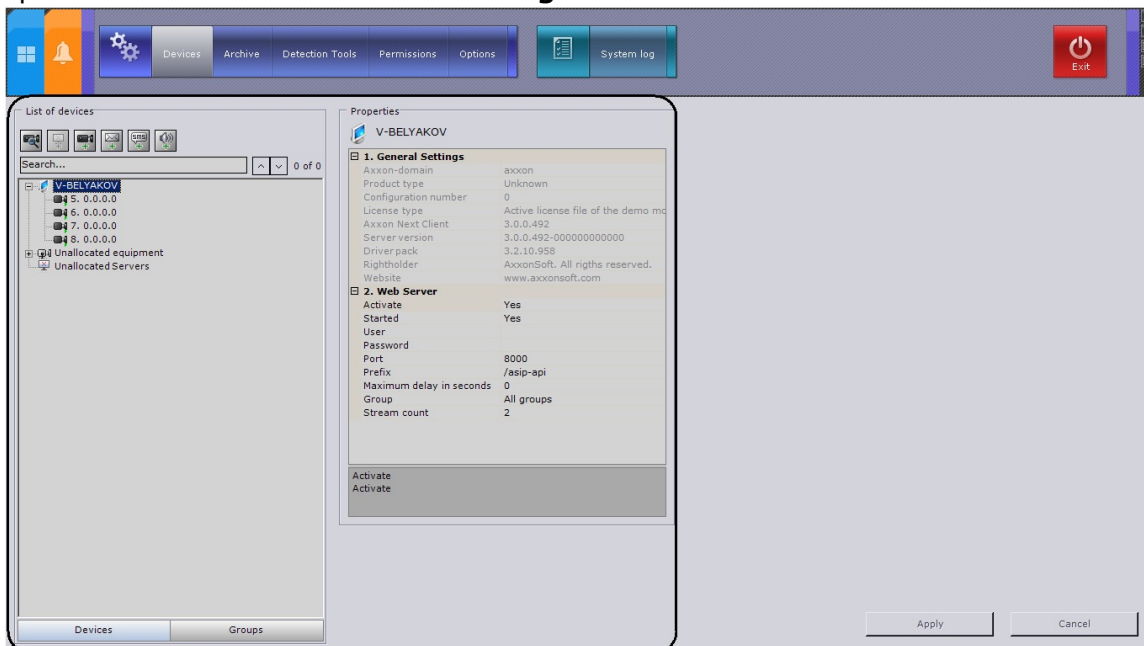 Devices Archive Detection Tools Permissions Options System log Exit
List of devices
sms
Search... 0 of 0
V-BELYAKOV
5. 0.0.0.0
6. 0.0.0.0
7. 0.0.0.0
8. 0.0.0.0
Unallocated equipment
Unallocated Servers
Devices Groups
Properties
V-BELYAKOV
1. General Settings
Axxon-domain axxon
Product type Unknown
Configuration number 0
License type Active license file of the demo mo
Axxon Next Client 3.0.0.492
Server version 3.0.0.492-000000000000
Driver pack 3.2.10.958
Rightholder AxxonSoft. All rigths reserved.
Website www.axxonsoft.com
2. Web Server
Activate Yes
Started Yes
User
Password
Port 8000
Prefix /asip-api
Maximum delay in seconds 0
Group All groups
Stream count 2
Activate
Activate
Apply Cancel